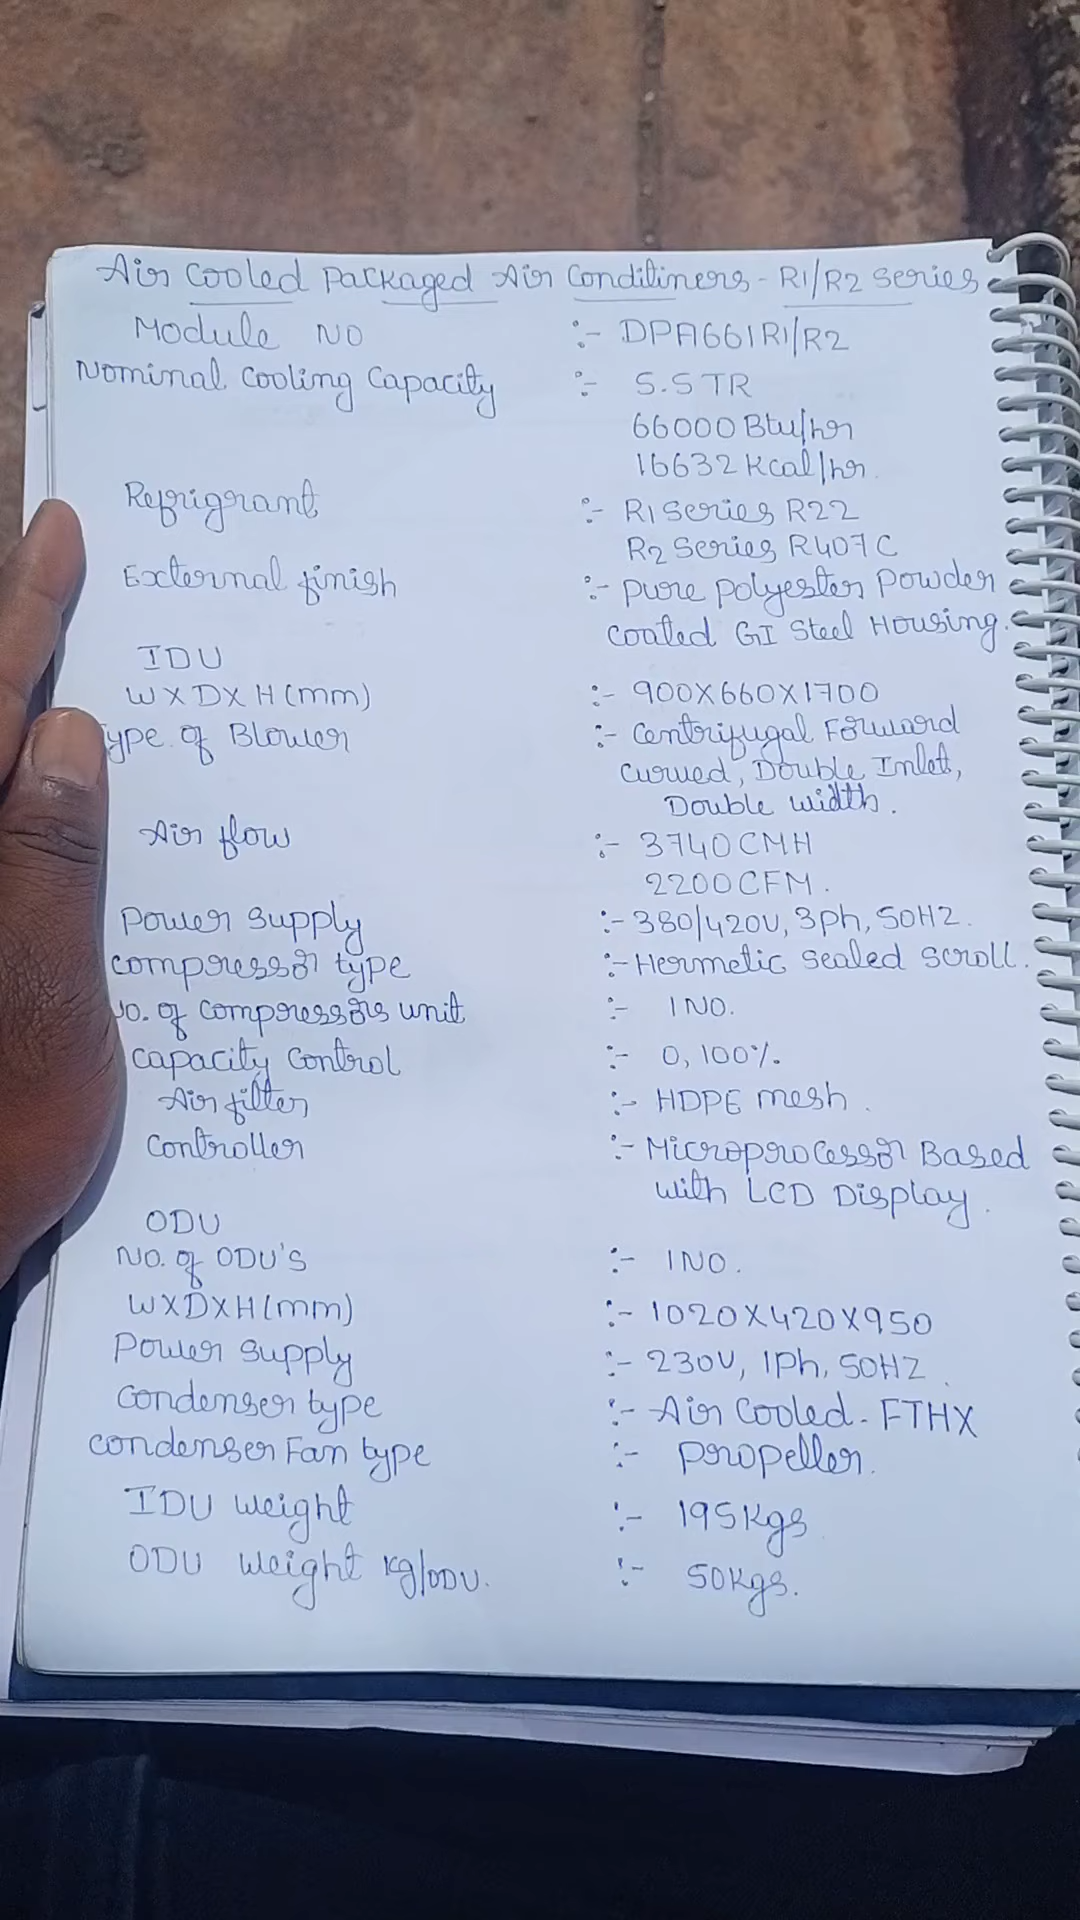 Air Cooled Packaged Air Conditiners - R1/R2 Series
Module NO :- DPA661R1/R2
Nominal Cooling Capacity :- 5.5TR
66000 Btu/hr
16632 Kcal/hr.
Refrigrant :- R1 Series R22
R2 Series R407C
External finish :- Pure Polyester Powder
Coated GI Steel Housing.
IDU
WXDXH(mm) :- 900X660X1700
ype of Blower :- Centrifugal Forward
Curved, Double Inlet,
Double width.
Air flow :- 3740CMH
2200CFM.
Power Supply :- 380/420V, 3Ph, 50HZ.
Compressor type :- Hermetic Sealed Scroll.
No. of Compressors unit :- 1NO.
Capacity Control :- 0, 100%.
Air filter :- HDPE mesh.
Controller :- Microprocessor Based
with LCD Display.
ODU
NO. of ODU'S :- 1NO.
WXDXH(mm) :- 1020X420X950
Power Supply :- 230V, 1Ph, 50HZ.
Condenser type :- Air Cooled - FTHX
Condenser Fan type :- Propeller.
IDU weight :- 195Kgs
ODU weight kg/ODU. :- 50Kgs.